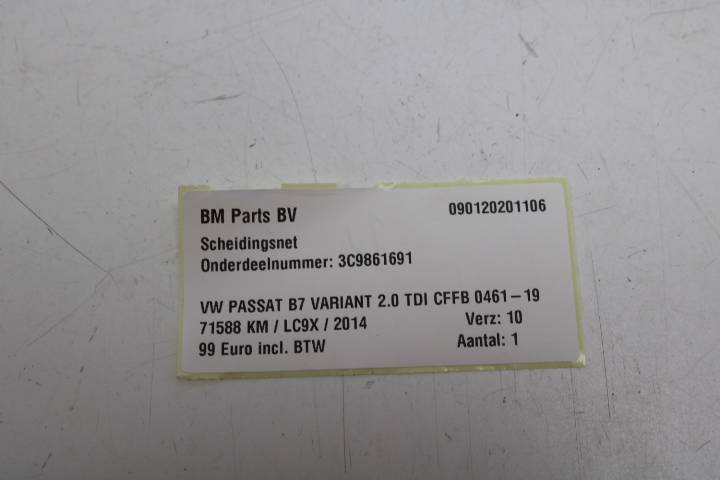 BM Parts BV 090120201106
Scheidingsnet
Onderdeelnummer: 3C9861691
VW PASSAT B7 VARIANT 2.0 TDI CFFB 0461-19
71588 KM / LC9X / 2014 Verz: 10
99 Euro incl. BTW Aantal: 1